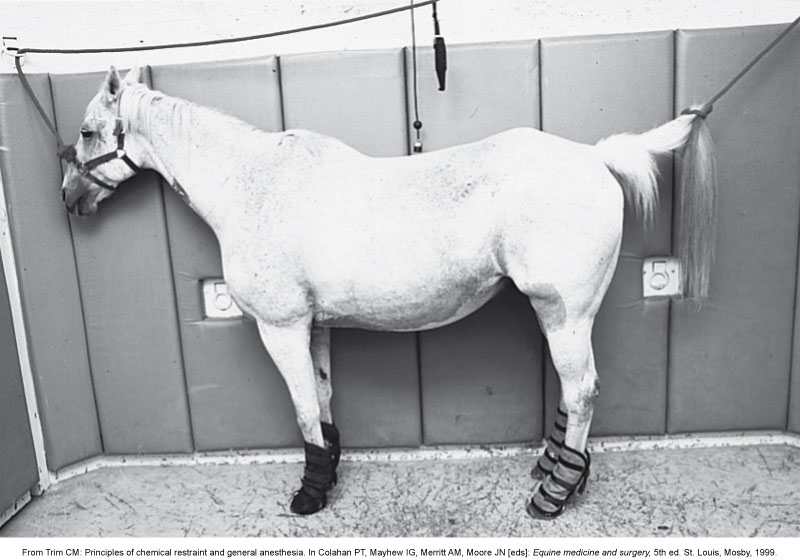 From Trim CM: Principles of chemical restraint and general anesthesia. In Colahan PT, Mayhew IG, Merritt AM, Moore JN [eds]: Equine medicine and surgery, 5th ed. St. Louis, Mosby, 1999.